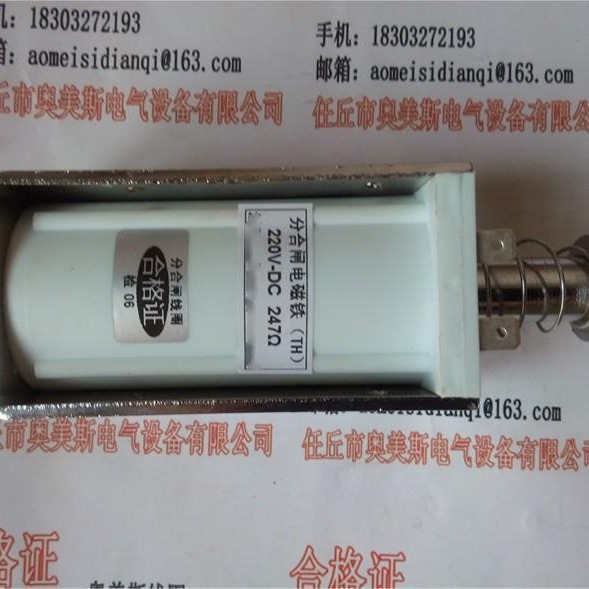 机：18303272193
手机：18303272193
箱：aomeisidianqi@163.com
邮箱：aomeisidianqi@163.com
丘市奥美斯电气设备有限公司
任丘市奥美斯电气设备有限公司
分合闸线圈
合格证
检 06
分合闸电磁铁（TH）
220V-DC 247Ω
aomeisidianqi@163.com
市奥美斯电气设备有限公司
任丘市奥美斯电气设备有限公司
格证
合格证
奥美斯线圈